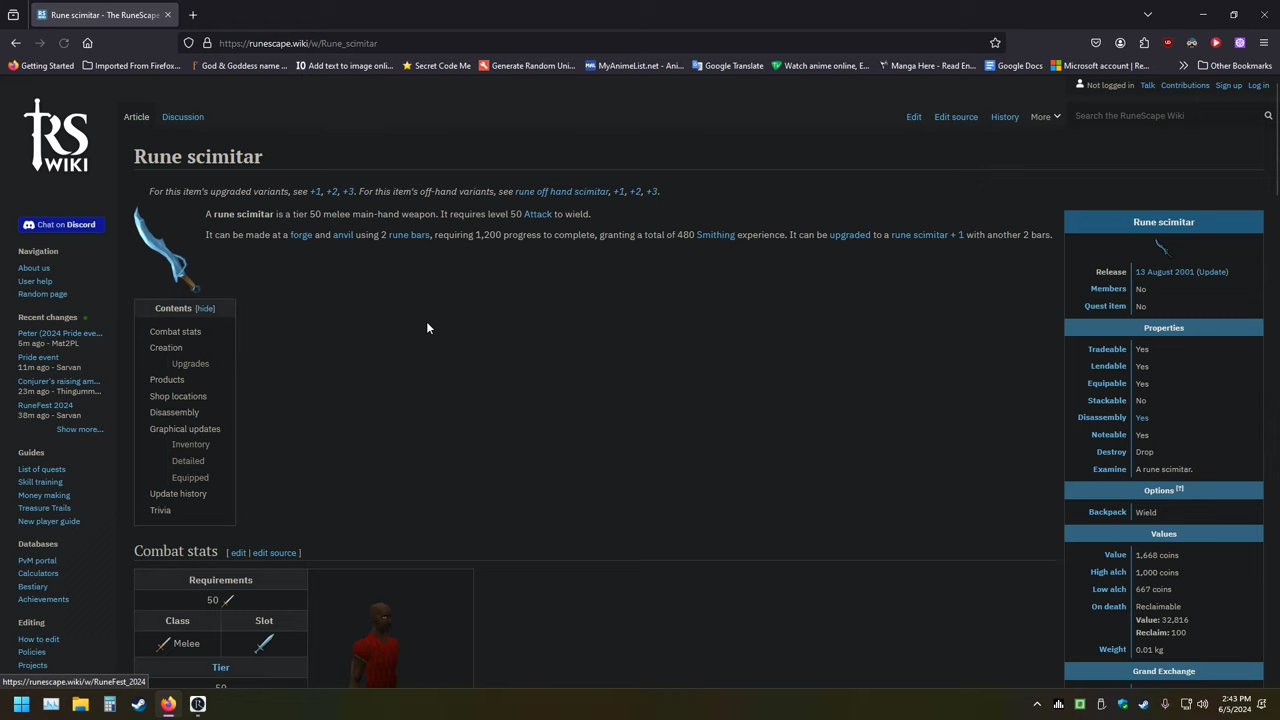 Rune scimitar - The RuneScape
https://runescape.wiki/w/Rune_scimitar
Getting Started
Imported From Firefox...
God & Goddess name ...
Add text to image onli...
Secret Code Me
Generate Random Uni...
MyAnimeList.net - Ani...
Google Translate
Watch anime online, E...
Manga Here - Read En...
Google Docs
Microsoft account | Re...
Other Bookmarks
Not logged in Talk Contributions Sign up Log in
RS
WIKI
Article Discussion Edit Edit source History More
Search the RuneScape Wiki
Rune scimitar
For this item's upgraded variants, see +1, +2, +3. For this item's off-hand variants, see rune off hand scimitar, +1, +2, +3.
A rune scimitar is a tier 50 melee main-hand weapon. It requires level 50 Attack to wield.
It can be made at a forge and anvil using 2 rune bars, requiring 1,200 progress to complete, granting a total of 480 Smithing experience. It can be upgraded to a rune scimitar + 1 with another 2 bars.
Chat on Discord
Navigation
About us
User help
Random page
Recent changes
Peter (2024 Pride eve...
5m ago - Mat2PL
Pride event
11m ago - Sarvan
Conjurer's raising am...
23m ago - Thingumm...
RuneFest 2024
38m ago - Sarvan
Show more...
Guides
List of quests
Skill training
Money making
Treasure Trails
New player guide
Databases
PvM portal
Calculators
Bestiary
Achievements
Editing
How to edit
Policies
Projects
Contents [hide]
Combat stats
Creation
Upgrades
Products
Shop locations
Disassembly
Graphical updates
Inventory
Detailed
Equipped
Update history
Trivia
Combat stats [ edit | edit source ]
Requirements
50
Class Slot
Melee
Tier
50
Rune scimitar
Release 13 August 2001 (Update)
Members No
Quest item No
Properties
Tradeable Yes
Lendable Yes
Equipable Yes
Stackable No
Disassembly Yes
Noteable Yes
Destroy Drop
Examine A rune scimitar.
Options [?]
Backpack Wield
Values
Value 1,668 coins
High alch 1,000 coins
Low alch 667 coins
On death Reclaimable
Value: 32,816
Reclaim: 100
Weight 0.01 kg
Grand Exchange
https://runescape.wiki/w/RuneFest_2024
2:43 PM
6/5/2024